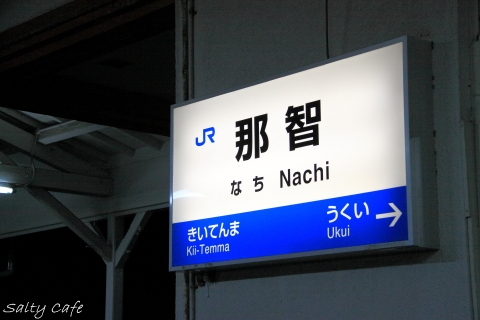 JR 那智
なち Nachi
きいてんま うくい →
Kii-Temma Ukui
Salty Cafe